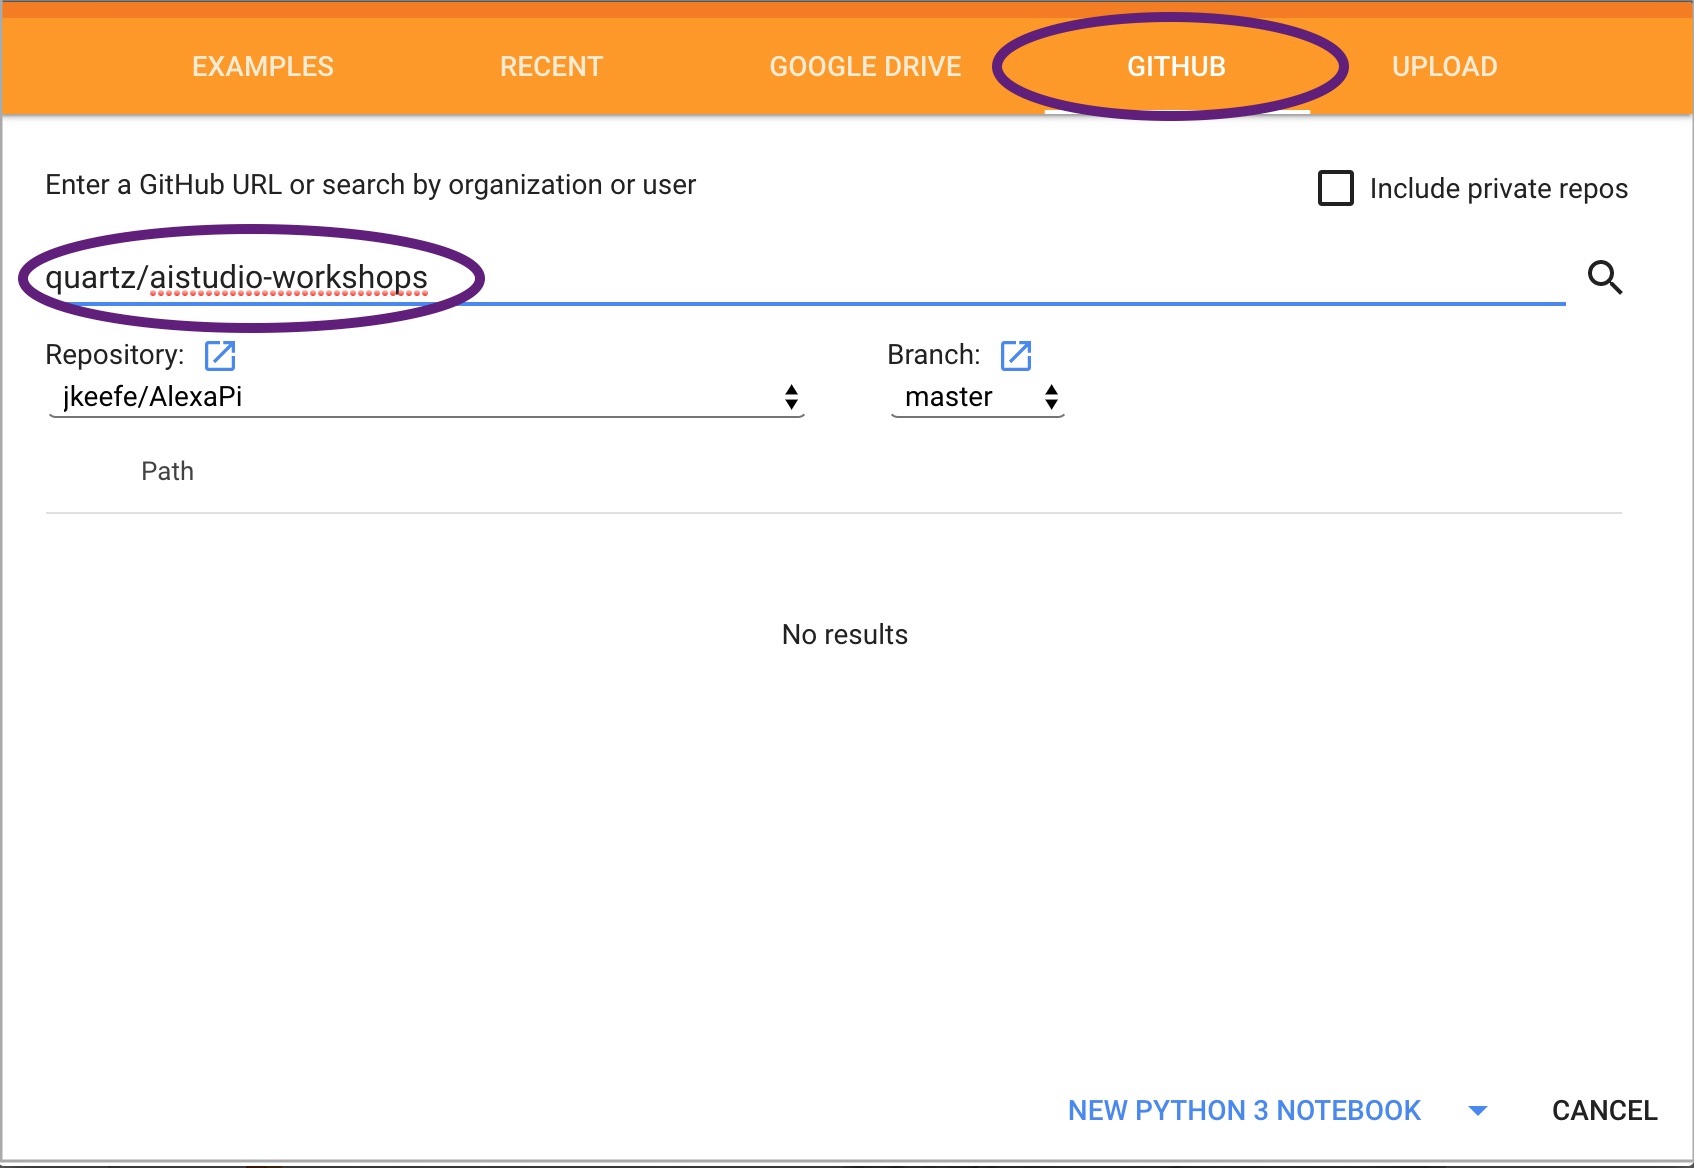 EXAMPLES RECENT GOOGLE DRIVE GITHUB UPLOAD
Enter a GitHub URL or search by organization or user
Include private repos
quartz/aistudio-workshops
Repository: Branch:
jkeefe/AlexaPi master
Path
No results
NEW PYTHON 3 NOTEBOOK CANCEL